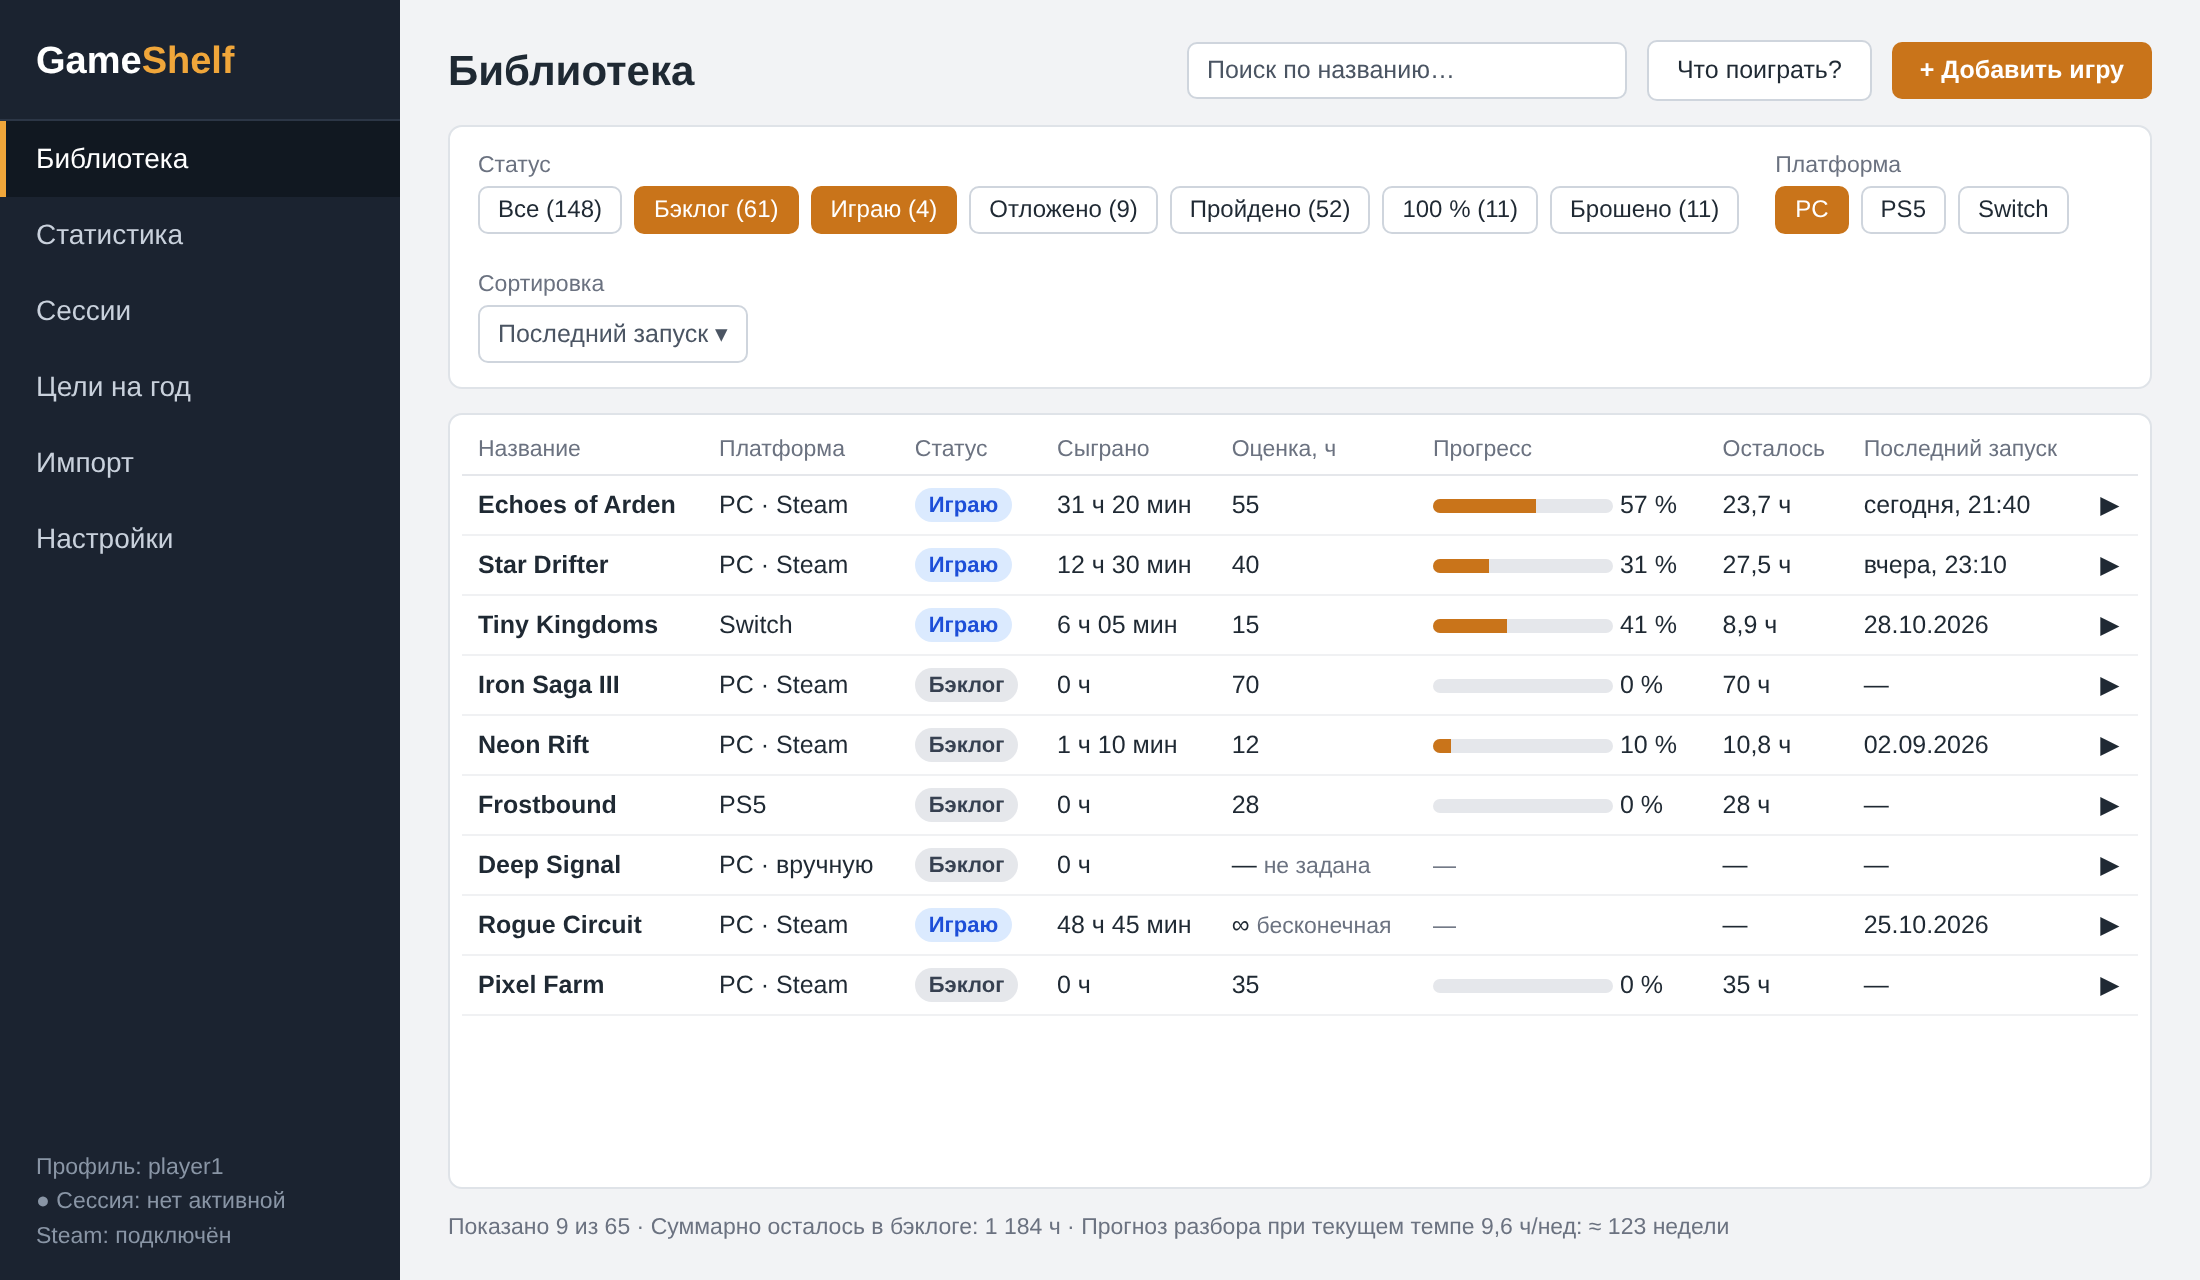 GameShelf
Библиотека
Статистика
Сессии
Цели на год
Импорт
Настройки
Профиль: player1
● Сессия: нет активной
Steam: подключён
Библиотека
Поиск по названию…
Что поиграть?
+ Добавить игру
Статус
Все (148) Бэклог (61) Играю (4) Отложено (9) Пройдено (52) 100 % (11) Брошено (11)
Платформа
PC PS5 Switch
Сортировка
Последний запуск ▾
Название Платформа Статус Сыграно Оценка, ч Прогресс Осталось Последний запуск
Echoes of Arden PC · Steam Играю 31 ч 20 мин 55 57 % 23,7 ч сегодня, 21:40 ▶
Star Drifter PC · Steam Играю 12 ч 30 мин 40 31 % 27,5 ч вчера, 23:10 ▶
Tiny Kingdoms Switch Играю 6 ч 05 мин 15 41 % 8,9 ч 28.10.2026 ▶
Iron Saga III PC · Steam Бэклог 0 ч 70 0 % 70 ч — ▶
Neon Rift PC · Steam Бэклог 1 ч 10 мин 12 10 % 10,8 ч 02.09.2026 ▶
Frostbound PS5 Бэклог 0 ч 28 0 % 28 ч — ▶
Deep Signal PC · вручную Бэклог 0 ч — не задана — — — ▶
Rogue Circuit PC · Steam Играю 48 ч 45 мин ∞ бесконечная — — 25.10.2026 ▶
Pixel Farm PC · Steam Бэклог 0 ч 35 0 % 35 ч — ▶
Показано 9 из 65 · Суммарно осталось в бэклоге: 1 184 ч · Прогноз разбора при текущем темпе 9,6 ч/нед: ≈ 123 недели